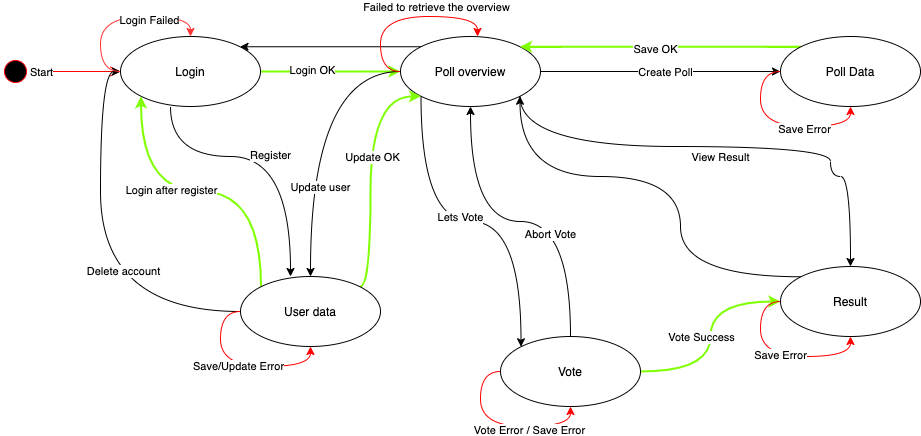 Failed to retrieve the overview
Login Failed
Save OK
Start
Login
Login OK
Poll overview
Create Poll
Poll Data
Save Error
Register
Update OK
View Result
Login after register
Update user
Lets Vote
Abort Vote
Delete account
User data
Result
Vote Success
Save Error
Save/Update Error
Vote
Vote Error / Save Error